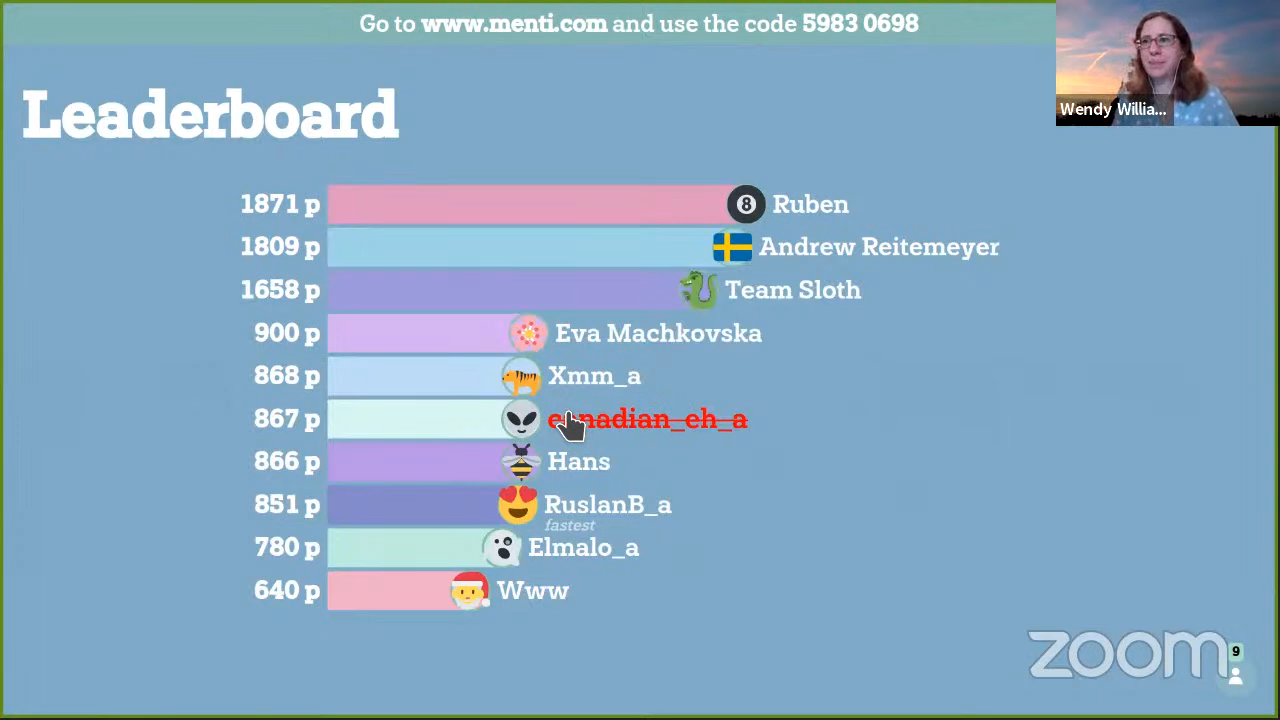 Go to www.menti.com and use the code 5983 0698
Wendy Willia...
Leaderboard
1871 p 8 Ruben
1809 p Andrew Reitemeyer
1658 p Team Sloth
900 p Eva Machkovska
868 p Xmm_a
867 p canadian_eh_a
866 p Hans
851 p RuslanB_a
fastest
780 p Elmalo_a
640 p Www
zoom
9